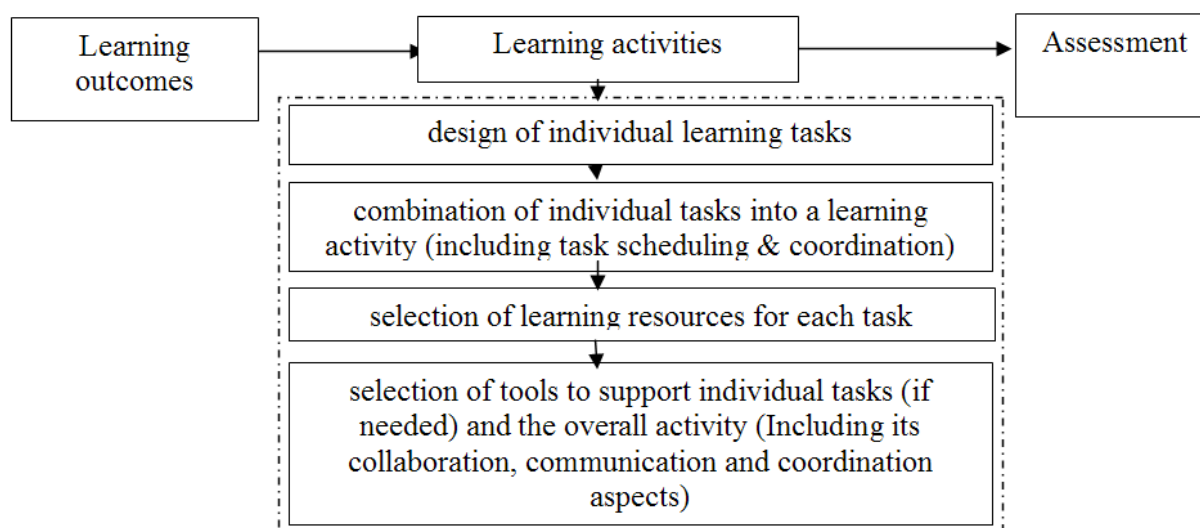 Learning
outcomes
Learning activities
Assessment
design of individual learning tasks
combination of individual tasks into a learning
activity (including task scheduling & coordination)
selection of learning resources for each task
selection of tools to support individual tasks (if
needed) and the overall activity (Including its
collaboration, communication and coordination
aspects)